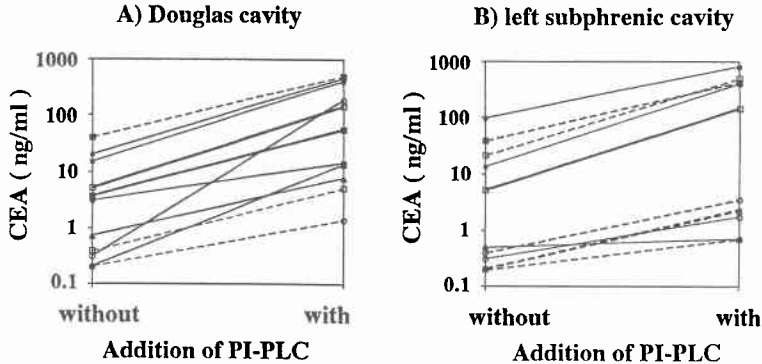 A) Douglas cavity
CEA ( ng/ml )
1000
100
10
1
0.1
without with
Addition of PI-PLC
B) left subphrenic cavity
CEA ( ng/ml )
1000
100
10
1
0.1
without with
Addition of PI-PLC